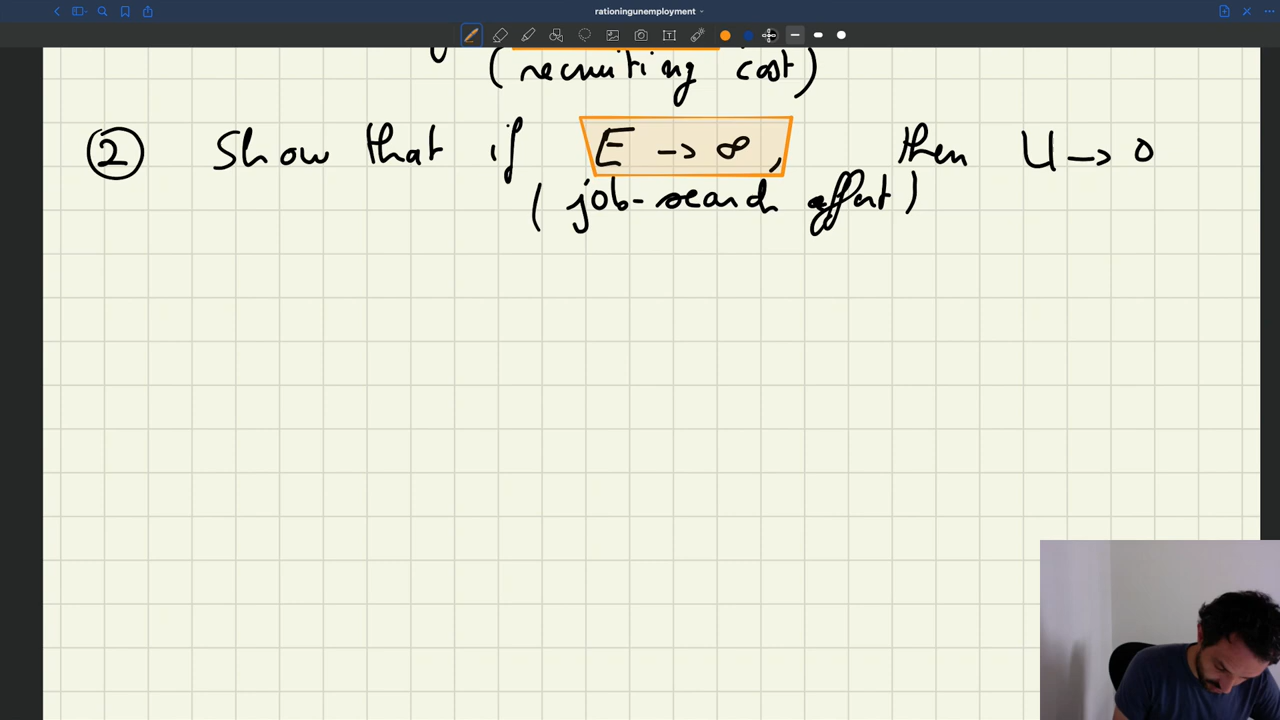 rationingunemployment
(recruiting cost)
② Show that if E → ∞, then U → 0
(job-search effort)